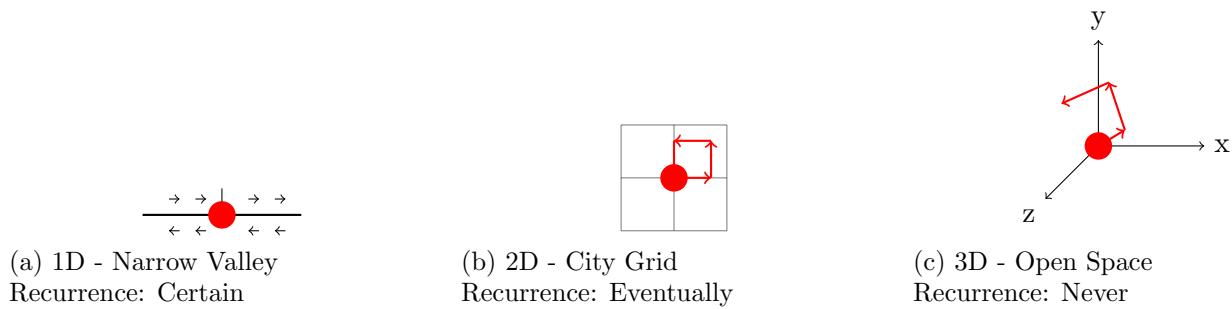 (a) 1D - Narrow Valley
Recurrence: Certain
(b) 2D - City Grid
Recurrence: Eventually
y
x
z
(c) 3D - Open Space
Recurrence: Never